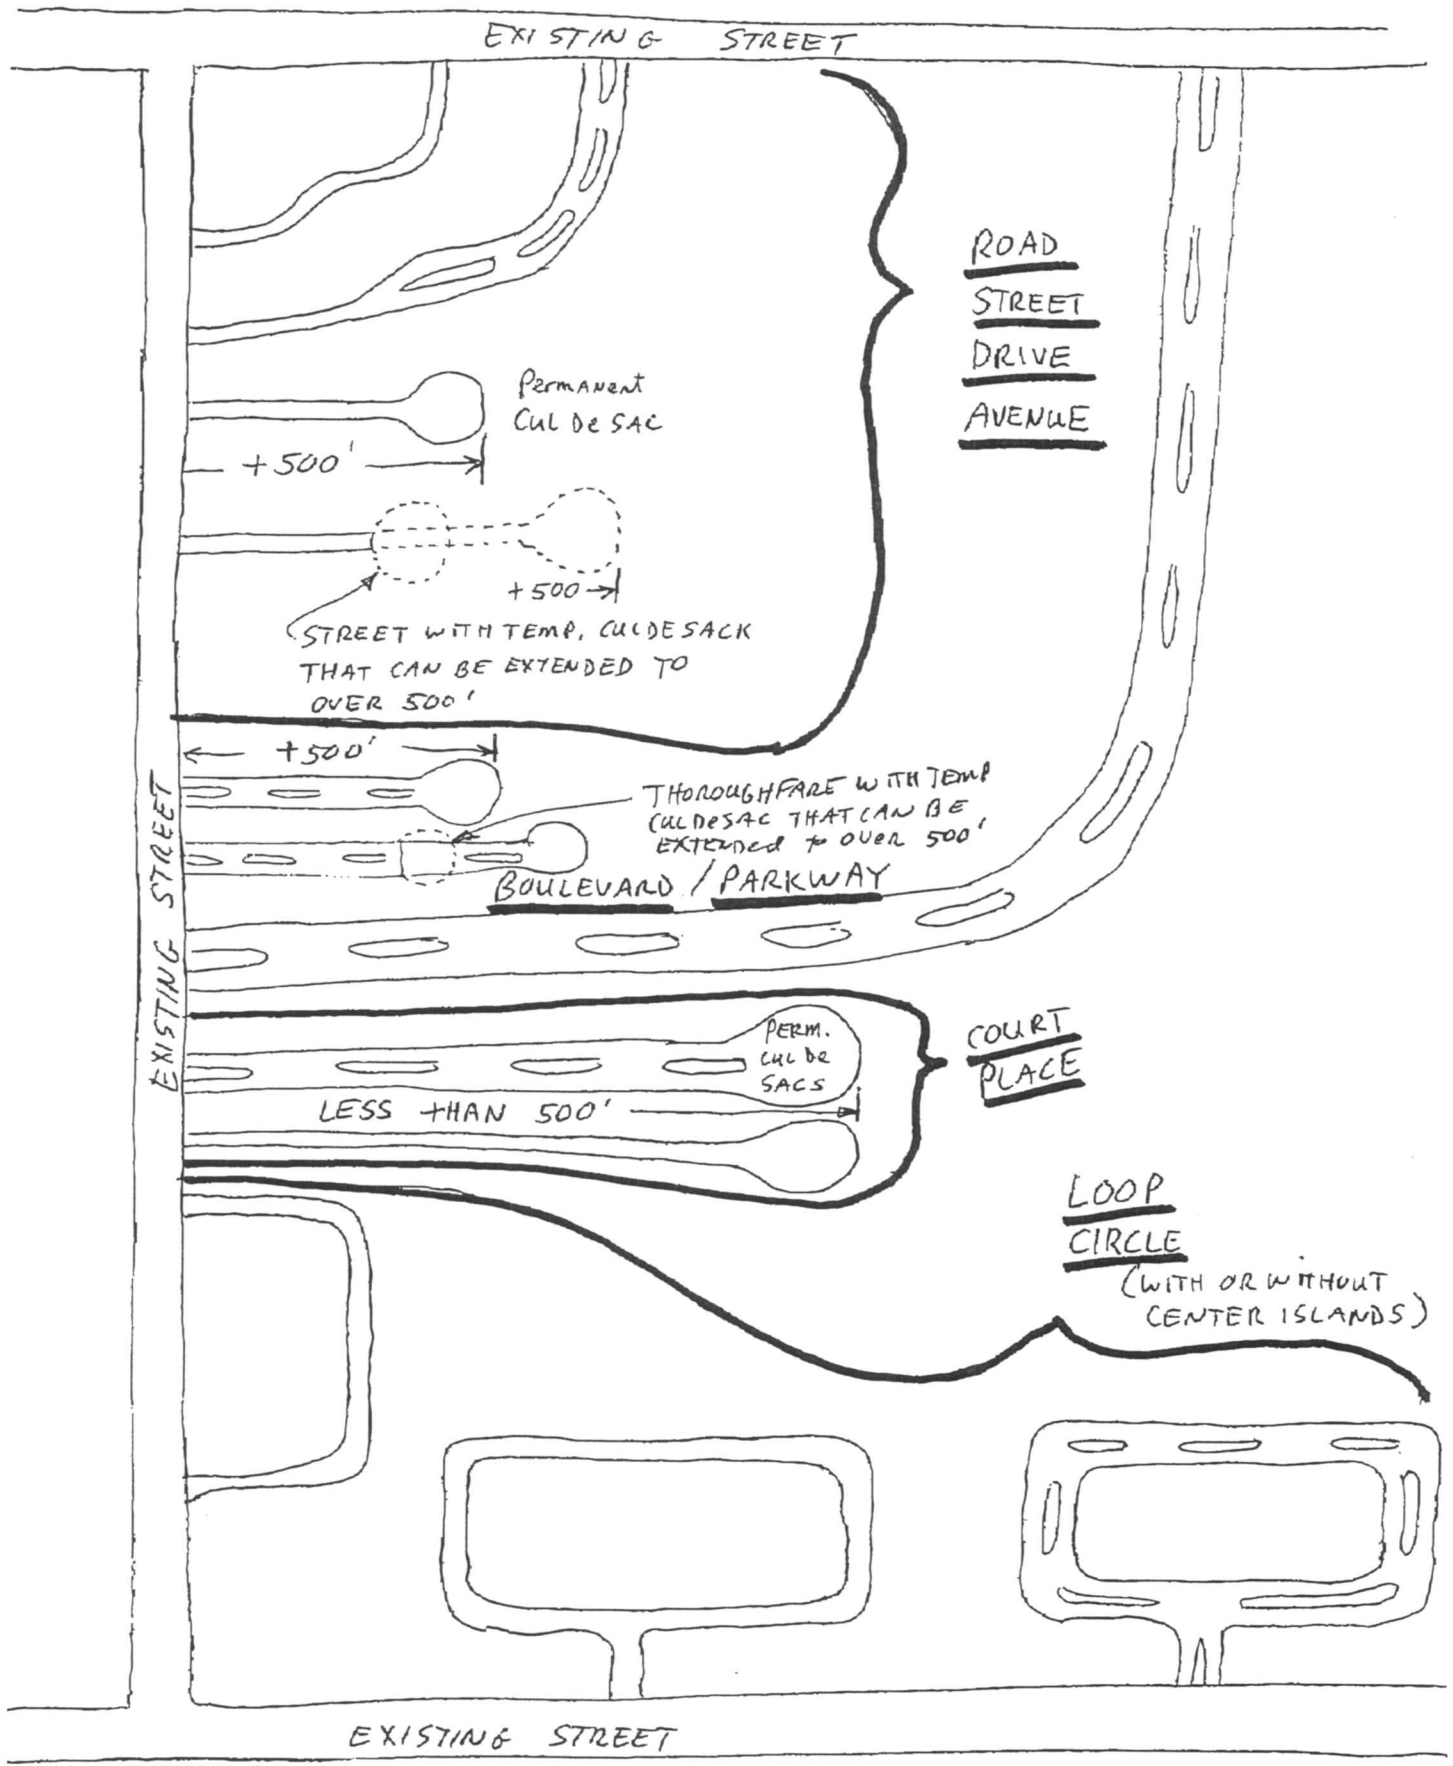 EXISTING STREET
ROAD
STREET
DRIVE
AVENUE
PERMANENT
CUL DE SAC
+500'
+500
STREET WITH TEMP. CULDESACK
THAT CAN BE EXTENDED TO
OVER 500'
+500'
THOROUGHFARE WITH TEMP
CULDESAC THAT CAN BE
EXTENDED TO OVER 500'
BOULEVARD / PARKWAY
EXISTING STREET
PERM.
CUL DE
SACS
COURT
PLACE
LESS THAN 500'
LOOP
CIRCLE
(WITH OR WITHOUT
CENTER ISLANDS)
EXISTING STREET